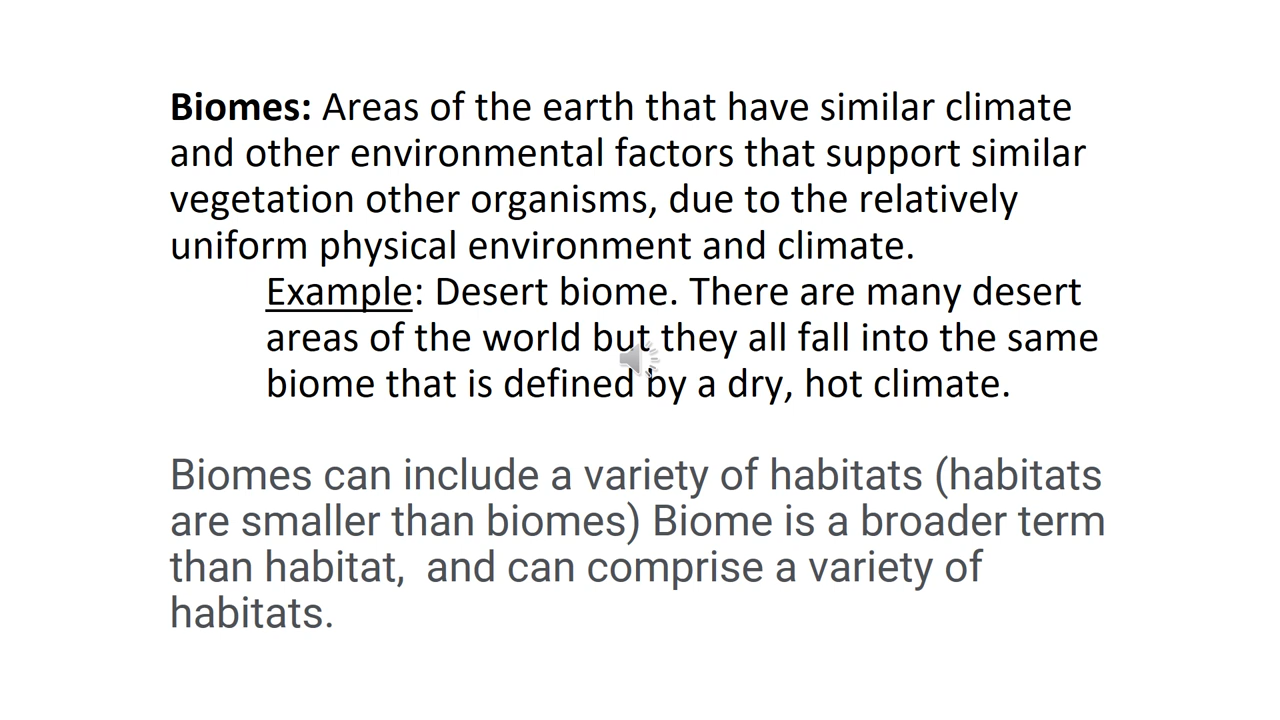 Biomes: Areas of the earth that have similar climate
and other environmental factors that support similar
vegetation other organisms, due to the relatively
uniform physical environment and climate.
Example: Desert biome. There are many desert
areas of the world but they all fall into the same
biome that is defined by a dry, hot climate.
Biomes can include a variety of habitats (habitats
are smaller than biomes) Biome is a broader term
than habitat,  and can comprise a variety of
habitats.